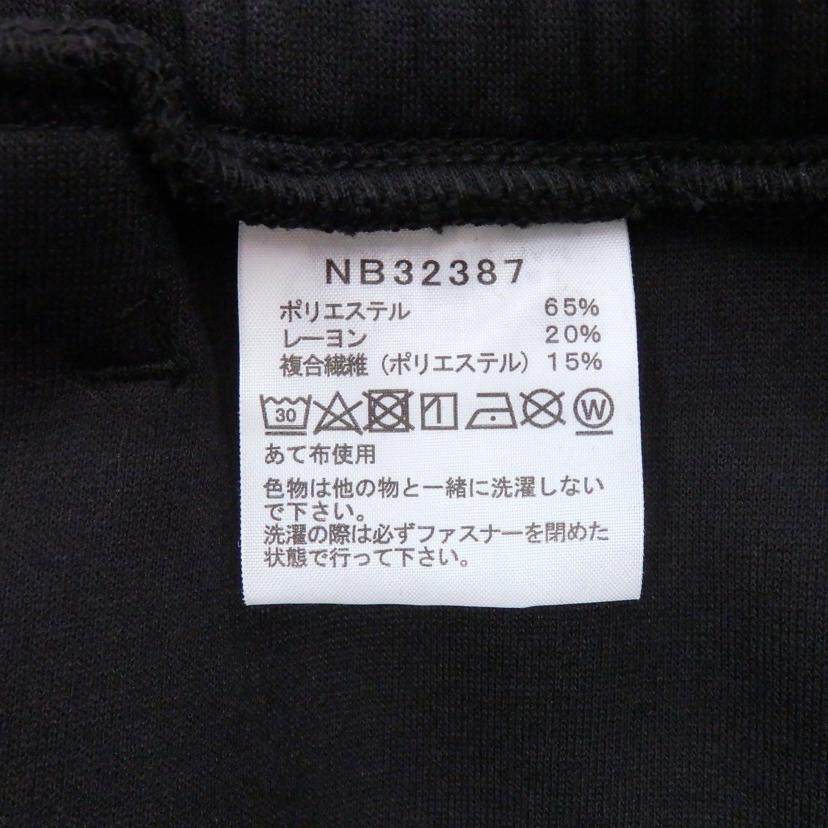 NB32387
ポリエステル 65%
レーヨン 20%
複合繊維（ポリエステル）15%
30 W
あて布使用
色物は他の物と一緒に洗濯しない
で下さい。
洗濯の際は必ずファスナーを閉めた
状態で行って下さい。